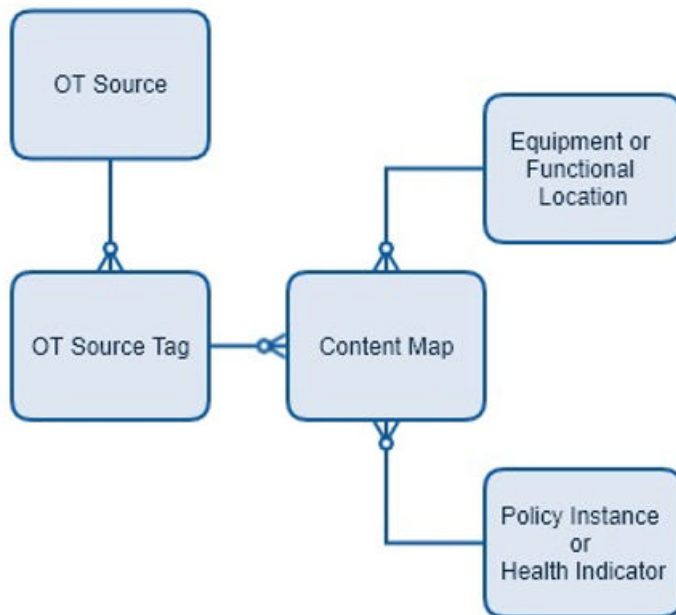 OT Source
Equipment or
Functional
Location
OT Source Tag
Content Map
Policy Instance
or
Health Indicator